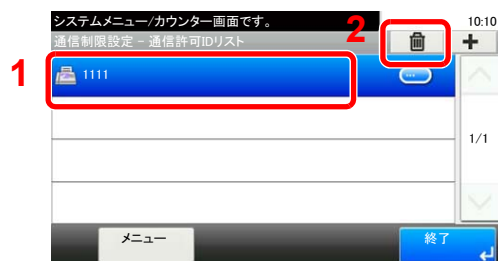 システムメニュー/カウンター画面です。
10:10
通信制限設定 - 通信許可IDリスト
2
1
1111
1/1
メニュー
終了